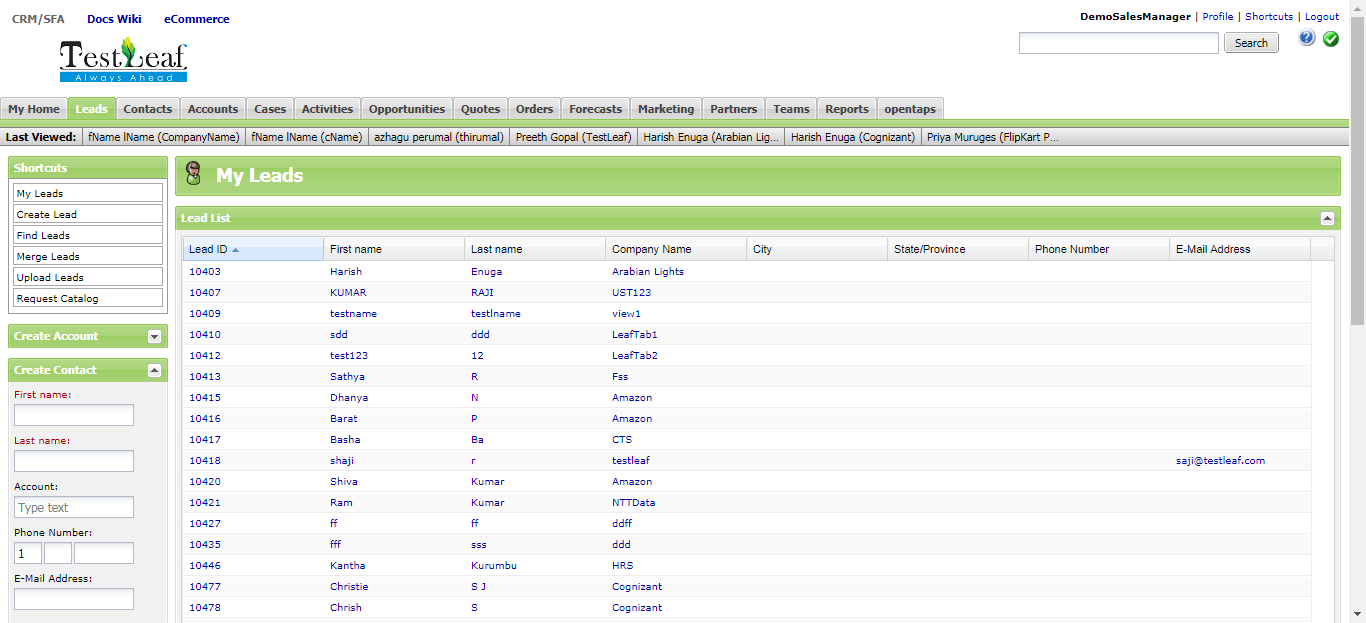 CRM/SFA Docs Wiki eCommerce
DemoSalesManager | Profile | Shortcuts | Logout
TestLeaf
Always Ahead
Search
My Home Leads Contacts Accounts Cases Activities Opportunities Quotes Orders Forecasts Marketing Partners Teams Reports opentaps
Last Viewed: fName lName (CompanyName) fName lName (cName) azhagu perumal (thirumal) Preeth Gopal (TestLeaf) Harish Enuga (Arabian Lig... Harish Enuga (Cognizant) Priya Muruges (FlipKart P...
Shortcuts
My Leads
Create Lead
Find Leads
Merge Leads
Upload Leads
Request Catalog
Create Account
Create Contact
First name:
Last name:
Account:
Type text
Phone Number:
1
E-Mail Address:
My Leads
Lead List
Lead ID First name Last name Company Name City State/Province Phone Number E-Mail Address
10403 Harish Enuga Arabian Lights
10407 KUMAR RAJI UST123
10409 testname testlname view1
10410 sdd ddd LeafTab1
10412 test123 12 LeafTab2
10413 Sathya R Fss
10415 Dhanya N Amazon
10416 Barat P Amazon
10417 Basha Ba CTS
10418 shaji r testleaf saji@testleaf.com
10420 Shiva Kumar Amazon
10421 Ram Kumar NTTData
10427 ff ff ddff
10435 fff sss ddd
10446 Kantha Kurumbu HRS
10477 Christie S J Cognizant
10478 Chrish S Cognizant